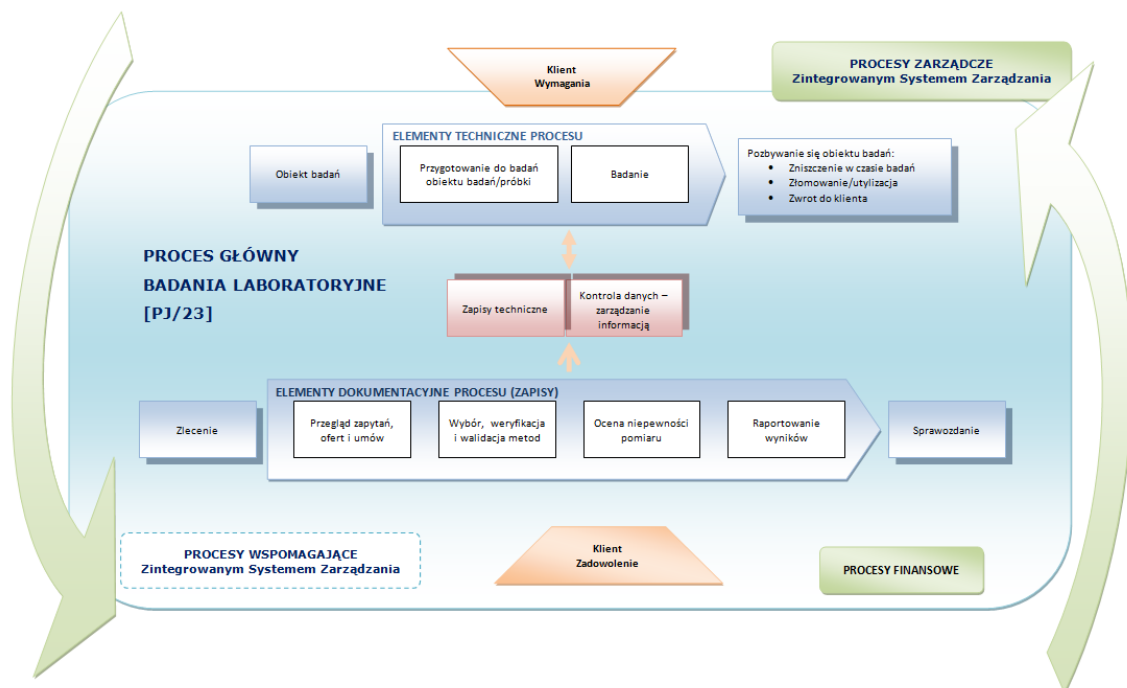 Klient
Wymagania
PROCESY ZARZĄDCZE
Zintegrowanym Systemem Zarządzania
ELEMENTY TECHNICZNE PROCESU
Obiekt badań
Przygotowanie do badań
obiektu badań/próbki
Badanie
Pozbywanie się obiektu badań:
• Zniszczenie w czasie badań
• Złomowanie/utylizacja
• Zwrot do klienta
PROCES GŁÓWNY
BADANIA LABORATORYJNE
[PJ/23]
Zapisy techniczne
Kontrola danych –
zarządzanie
informacją
ELEMENTY DOKUMENTACYJNE PROCESU (ZAPISY)
Zlecenie
Przegląd zapytań,
ofert i umów
Wybór, weryfikacja
i walidacja metod
Ocena niepewności
pomiaru
Raportowanie
wyników
Sprawozdanie
PROCESY WSPOMAGAJĄCE
Zintegrowanym Systemem Zarządzania
Klient
Zadowolenie
PROCESY FINANSOWE